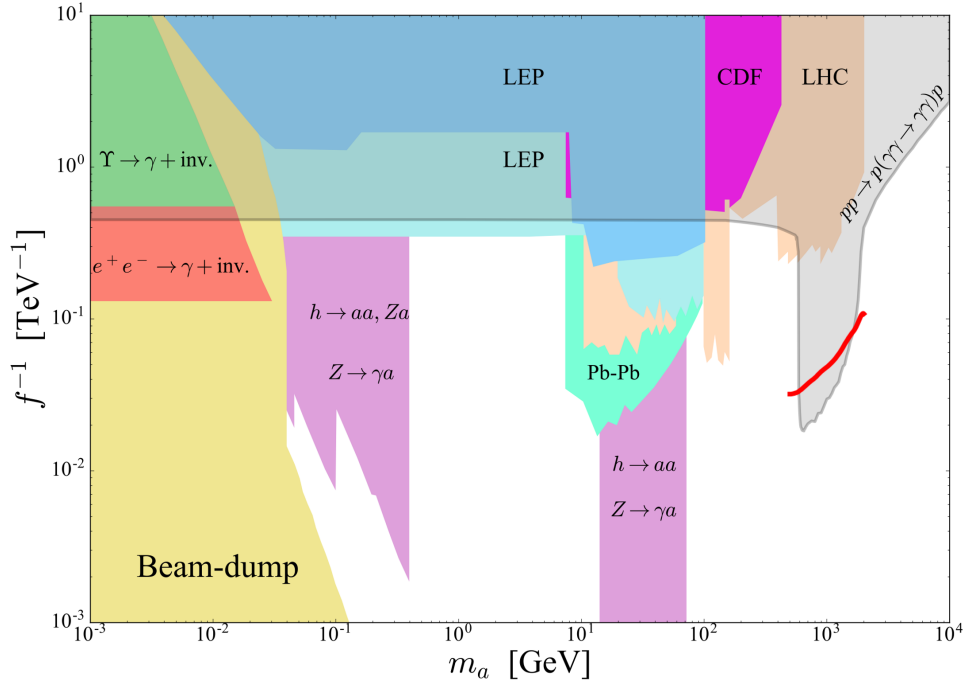 10^1
10^0
10^{-1}
10^{-2}
10^{-3}
f^{-1} [TeV^{-1}]
LEP
CDF
LHC
Υ → γ + inv.
LEP
pp → p(γγ → γγ)p
e^+ e^- → γ + inv.
h → aa, Za
Z → γa
Pb-Pb
h → aa
Z → γa
Beam-dump
10^{-3} 10^{-2} 10^{-1} 10^0 10^1 10^2 10^3 10^4
m_a [GeV]